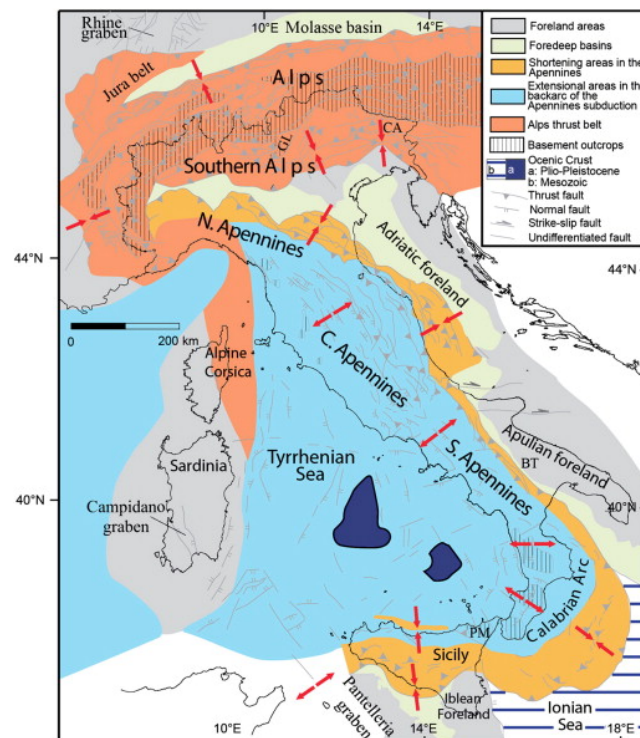 10°E
Molasse basin
14°E
Rhine
graben
Jura belt
Alps
GL
CA
Southern Alps
44°N
N. Apennines
Adriatic foreland
44°N
0
200 km
Alpine
Corsica
C. Apennines
Sardinia
Tyrrhenian
Sea
S. Apennines
Apulian foreland
BT
40°N
Campidano
graben
40°N
Calabrian Arc
PM
Sicily
Pantelleria
graben
Iblean
Foreland
Ionian
Sea
10°E
14°E
18°E
Foreland areas
Foredeep basins
Shortening areas in the
Apennines
Extensional areas in the
backarc of the
Apennines subduction
Alps thrust belt
Basement outcrops
b a
Ocenic Crust
a: Plio-Pleistocene
b: Mesozoic
Thrust fault
Normal fault
Strike-slip fault
Undifferentiated fault